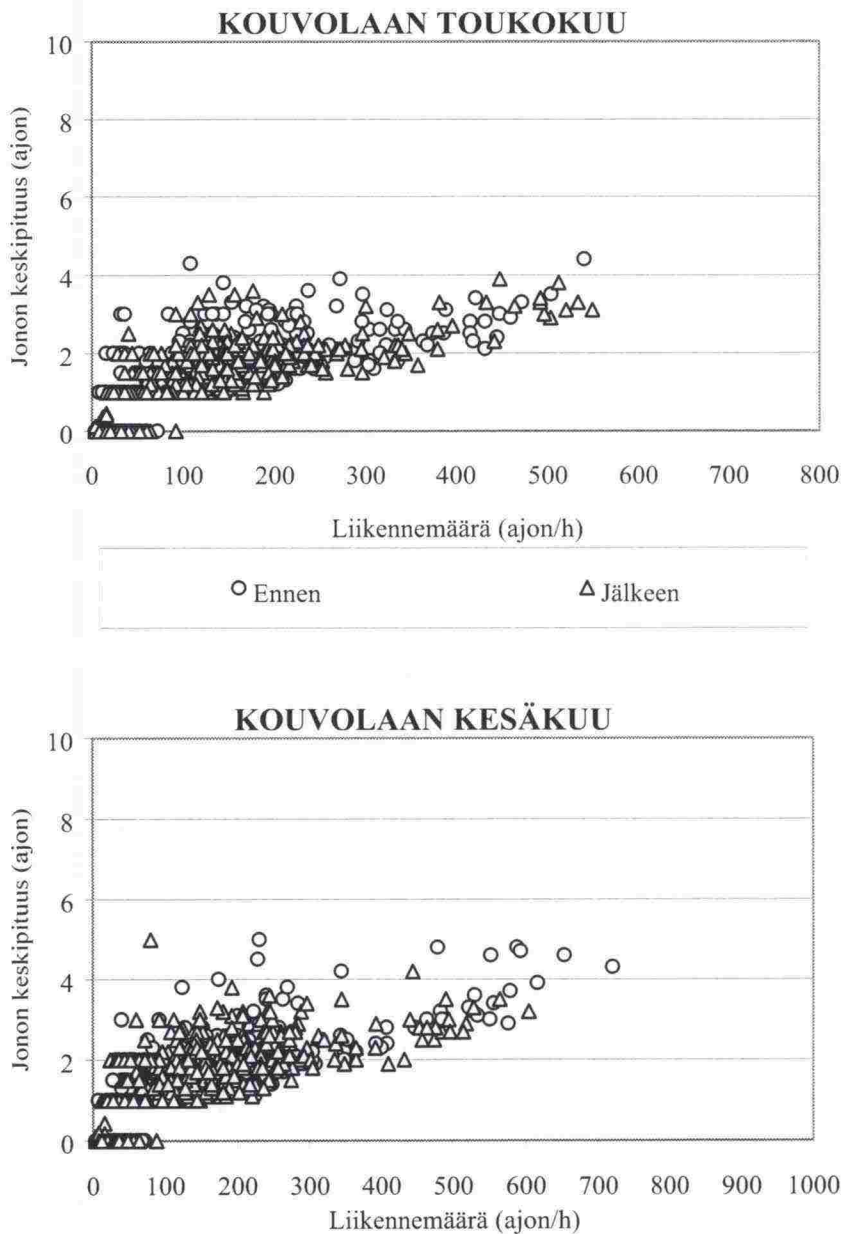 KOUVOLAAN TOUKOKUU
10
8
6
4
2
0
Jonon keskipituus (ajon)
0 100 200 300 400 500 600 700 800
Liikennemäärä (ajon/h)
Ennen Jälkeen
KOUVOLAAN KESÄKUU
10
8
6
4
2
0
Jonon keskipituus (ajon)
0 100 200 300 400 500 600 700 800 900 1000
Liikennemäärä (ajon/h)